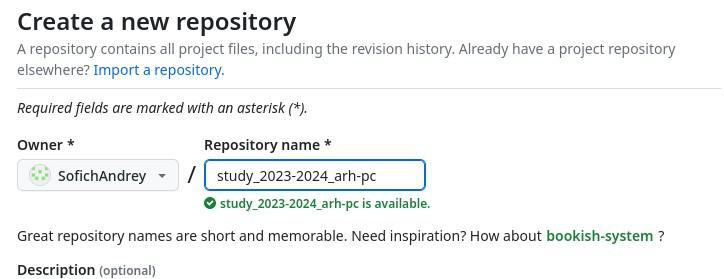 Create a new repository
A repository contains all project files, including the revision history. Already have a project repository
elsewhere? Import a repository.
Required fields are marked with an asterisk (*).
Owner * Repository name *
SofichAndrey / study_2023-2024_arh-pc
study_2023-2024_arh-pc is available.
Great repository names are short and memorable. Need inspiration? How about bookish-system ?
Description (optional)